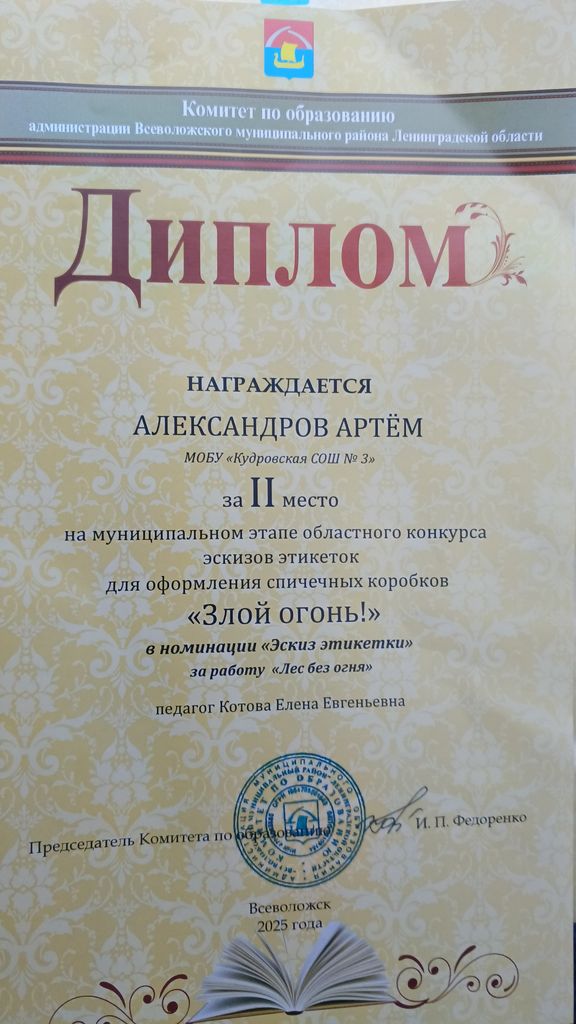 Комитет по образованию
администрации Всеволожского муниципального района Ленинградской области
Диплом
НАГРАЖДАЕТСЯ
АЛЕКСАНДРОВ АРТЁМ
МОБУ «Кудровская СОШ № 3»
за II место
на муниципальном этапе областного конкурса
эскизов этикеток
для оформления спичечных коробков
«Злой огонь!»
в номинации «Эскиз этикетки»
за работу «Лес без огня»
педагог Котова Елена Евгеньевна
Председатель Комитета по образованию И. П. Федоренко
Всеволожск
2025 года